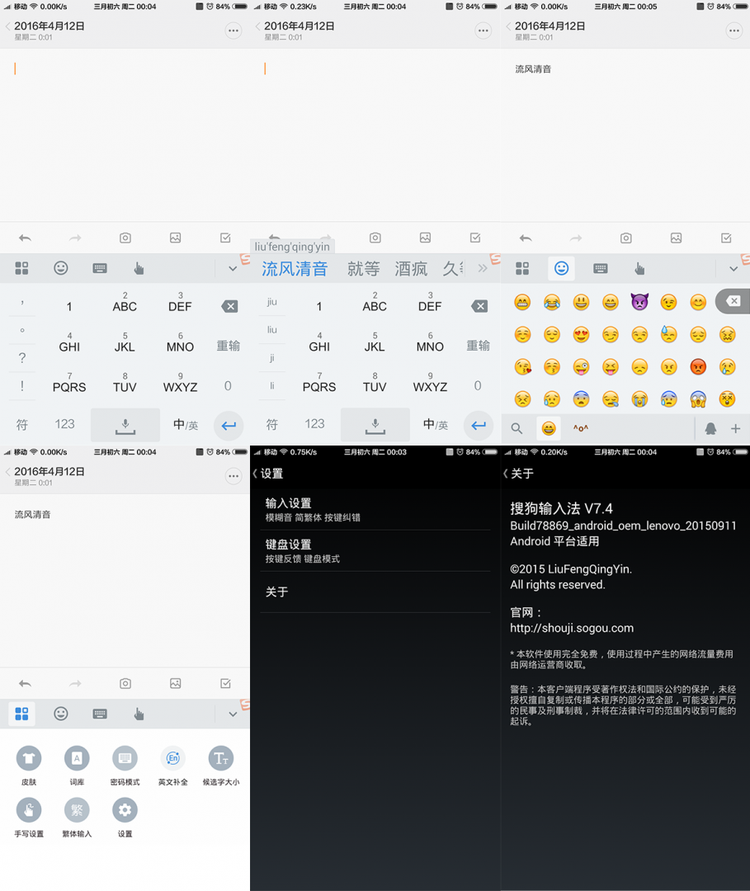 移动 0.00K/s 三月初六 周二 00:04 84%
2016年4月12日
星期二 0:01
,
。
?
!
1
2
ABC
3
DEF
4
GHI
5
JKL
6
MNO
重输
7
PQRS
8
TUV
9
WXYZ
0
符
123
中/英
移动 0.23K/s 三月初六 周二 00:04 84%
2016年4月12日
星期二 0:01
liu'feng'qing'yin
流风清音 就等 酒疯
jiu
liu
ji
li
1
2
ABC
3
DEF
4
GHI
5
JKL
6
MNO
重输
7
PQRS
8
TUV
9
WXYZ
0
符
123
中/英
移动 0.00K/s 三月初六 周二 00:05 84%
2016年4月12日
星期二 0:01
流风清音
^o^
移动 0.00K/s 三月初六 周二 00:04 84%
2016年4月12日
星期二 0:01
流风清音
A
En
TT
皮肤 词库 密码模式 英文补全 候选字大小
繁
手写设置 繁体输入 设置
移动 0.75K/s 三月初六 周二 00:03 84%
设置
输入设置
模糊音 简繁体 按键纠错
键盘设置
按键反馈 键盘模式
关于
移动 0.20K/s 三月初六 周二 00:04 84%
关于
搜狗输入法 V7.4
Build78869_android_oem_lenovo_20150911
Android 平台适用
©2015 LiuFengQingYin.
All rights reserved.
官网：
http://shouji.sogou.com
* 本软件使用完全免费，使用过程中产生的网络流量费用
由网络运营商收取。
警告：本客户端程序受著作权法和国际公约的保护，未经
授权擅自复制或传播本程序的部分或全部，可能受到严厉
的民事及刑事制裁，并将在法律许可的范围内收到可能的
起诉。